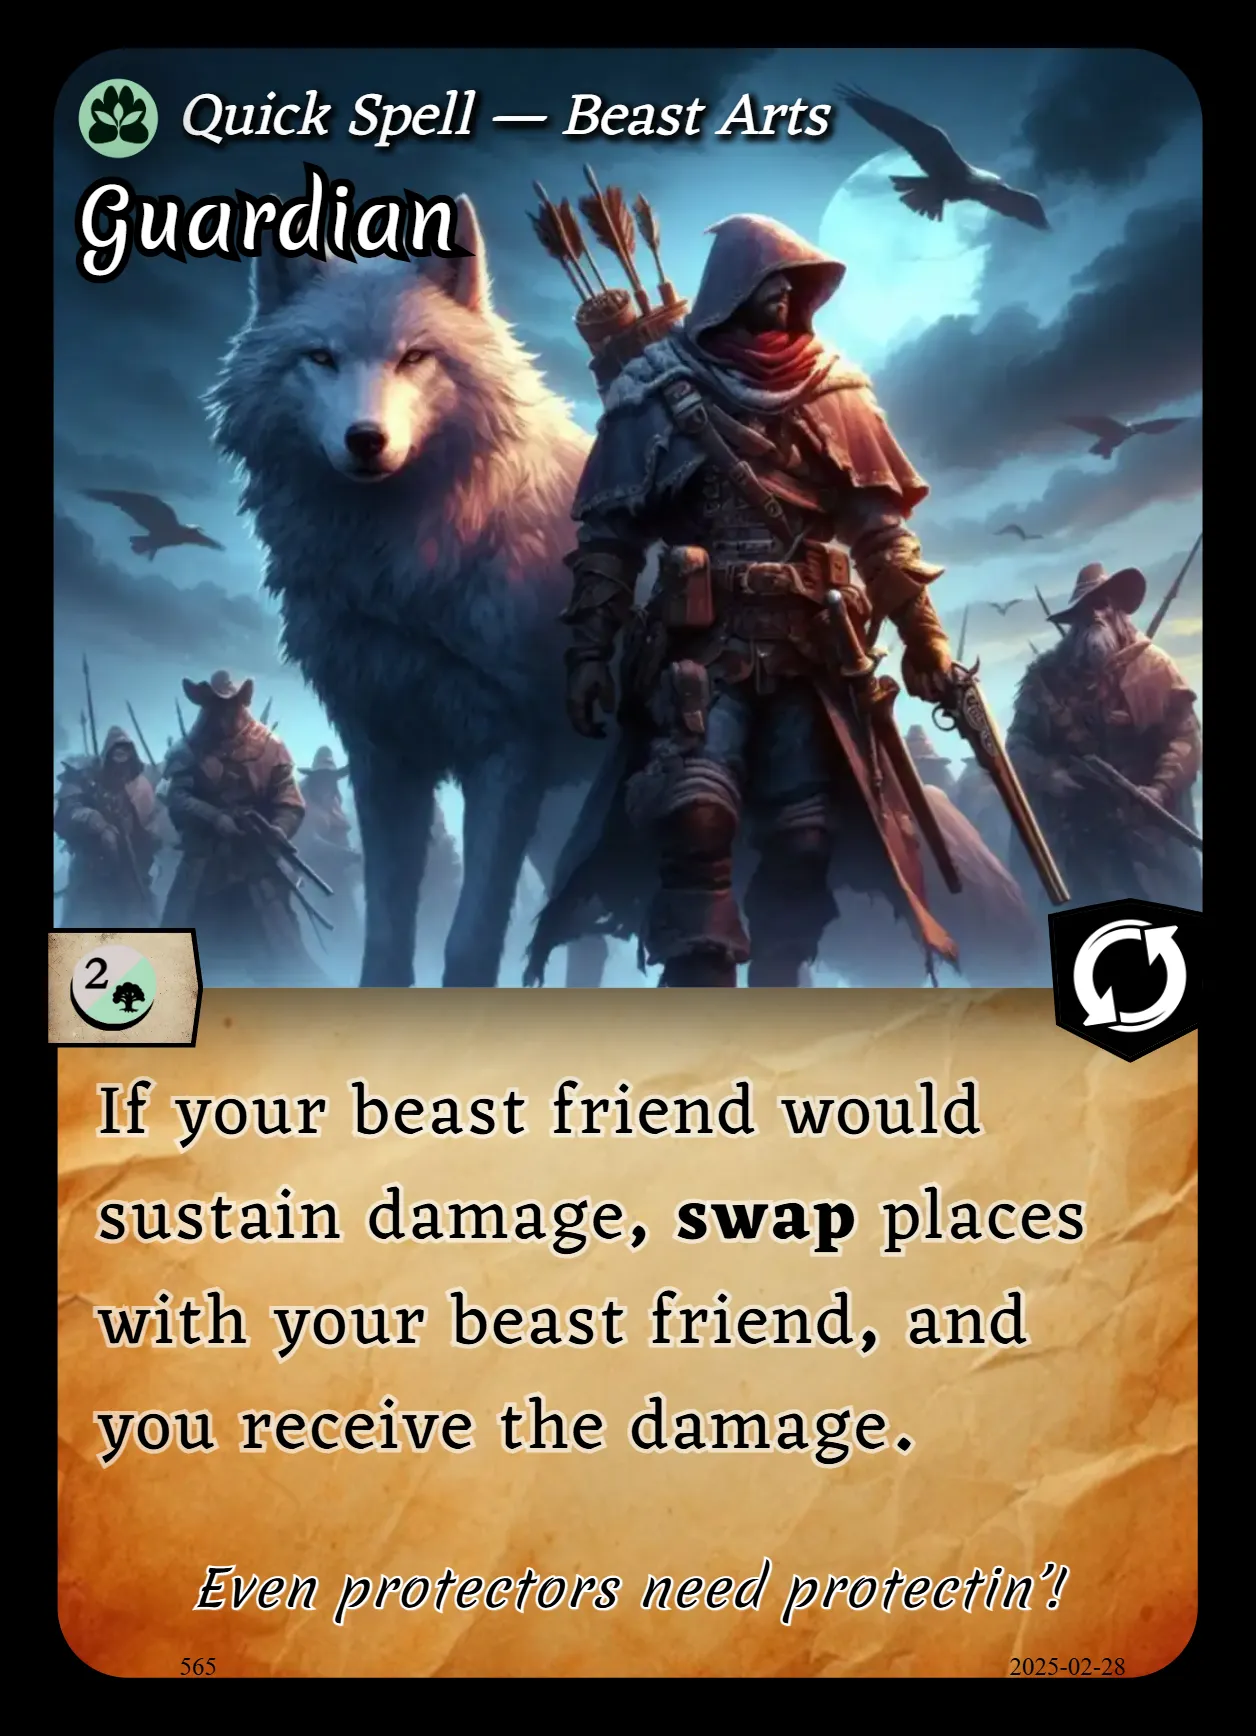 Quick Spell — Beast Arts
Guardian
2
If your beast friend would
sustain damage, swap places
with your beast friend, and
you receive the damage.
Even protectors need protectin'!
565
2025-02-28